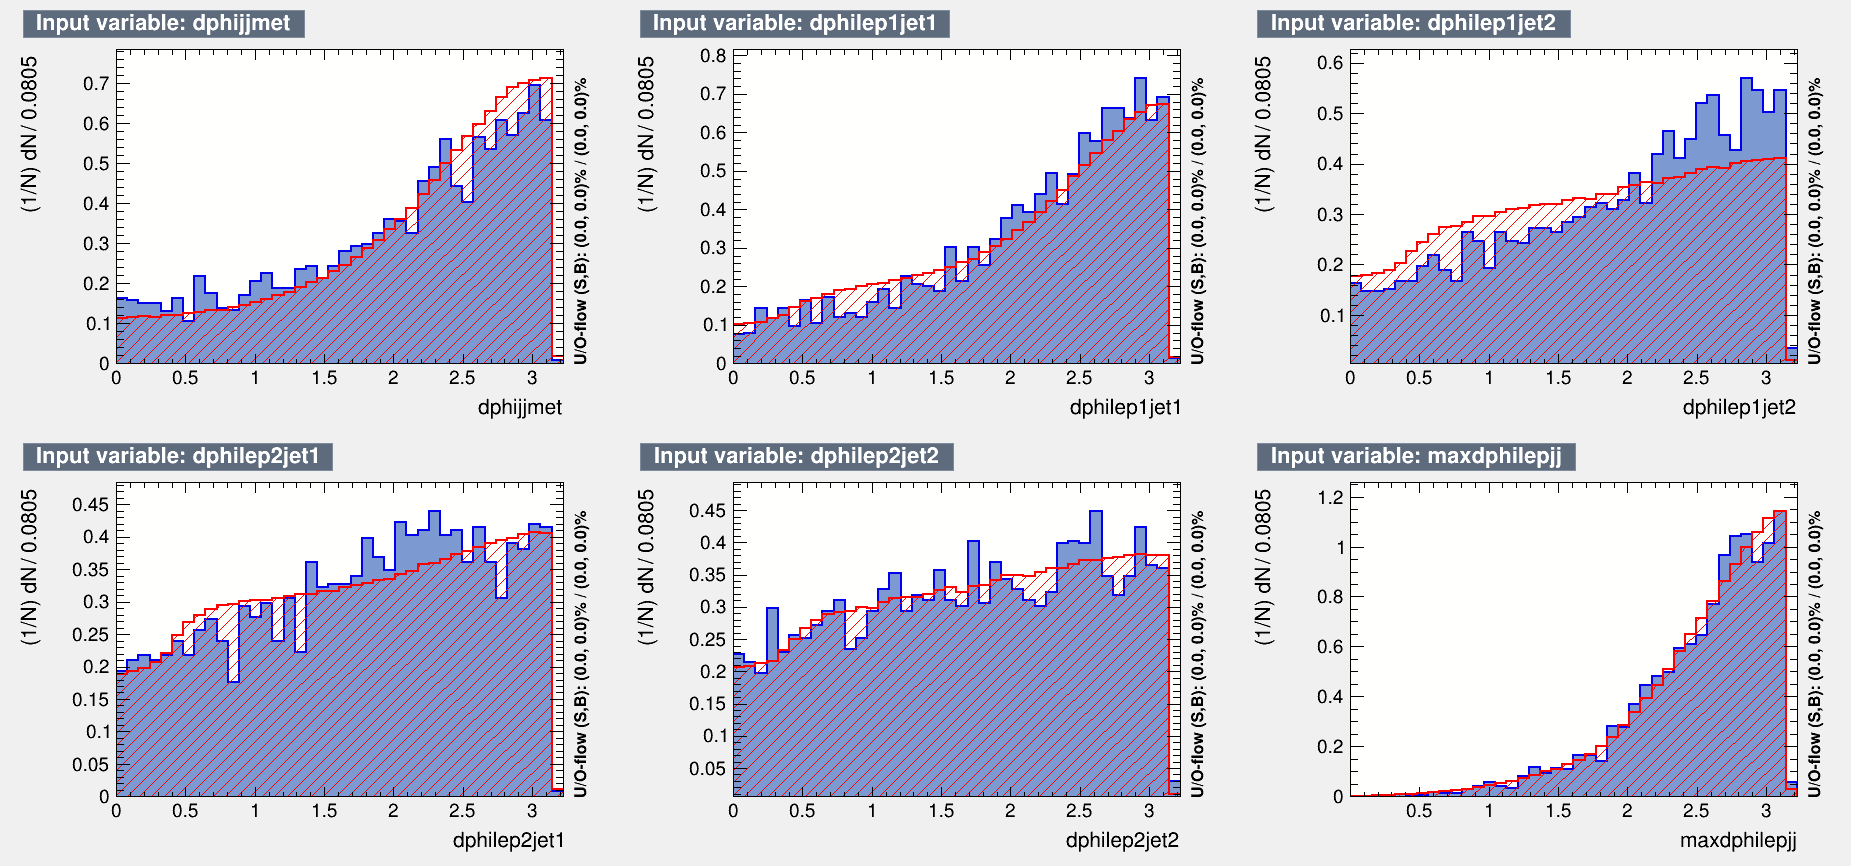 Input variable: dphijjmet
(1/N) dN / 0.0805
0.7
0.6
0.5
0.4
0.3
0.2
0.1
0
0 0.5 1 1.5 2 2.5 3
dphijjmet
U/O-flow (S,B): (0.0, 0.0)% / (0.0, 0.0)%
Input variable: dphilep1jet1
(1/N) dN / 0.0805
0.8
0.7
0.6
0.5
0.4
0.3
0.2
0.1
0
0 0.5 1 1.5 2 2.5 3
dphilep1jet1
U/O-flow (S,B): (0.0, 0.0)% / (0.0, 0.0)%
Input variable: dphilep1jet2
(1/N) dN / 0.0805
0.6
0.5
0.4
0.3
0.2
0.1
0 0.5 1 1.5 2 2.5 3
dphilep1jet2
U/O-flow (S,B): (0.0, 0.0)% / (0.0, 0.0)%
Input variable: dphilep2jet1
(1/N) dN / 0.0805
0.45
0.4
0.35
0.3
0.25
0.2
0.15
0.1
0.05
0
0 0.5 1 1.5 2 2.5 3
dphilep2jet1
U/O-flow (S,B): (0.0, 0.0)% / (0.0, 0.0)%
Input variable: dphilep2jet2
(1/N) dN / 0.0805
0.45
0.4
0.35
0.3
0.25
0.2
0.15
0.1
0.05
0 0.5 1 1.5 2 2.5 3
dphilep2jet2
U/O-flow (S,B): (0.0, 0.0)% / (0.0, 0.0)%
Input variable: maxdphilepjj
(1/N) dN / 0.0805
1.2
1
0.8
0.6
0.4
0.2
0
0.5 1 1.5 2 2.5 3
maxdphilepjj
U/O-flow (S,B): (0.0, 0.0)% / (0.0, 0.0)%